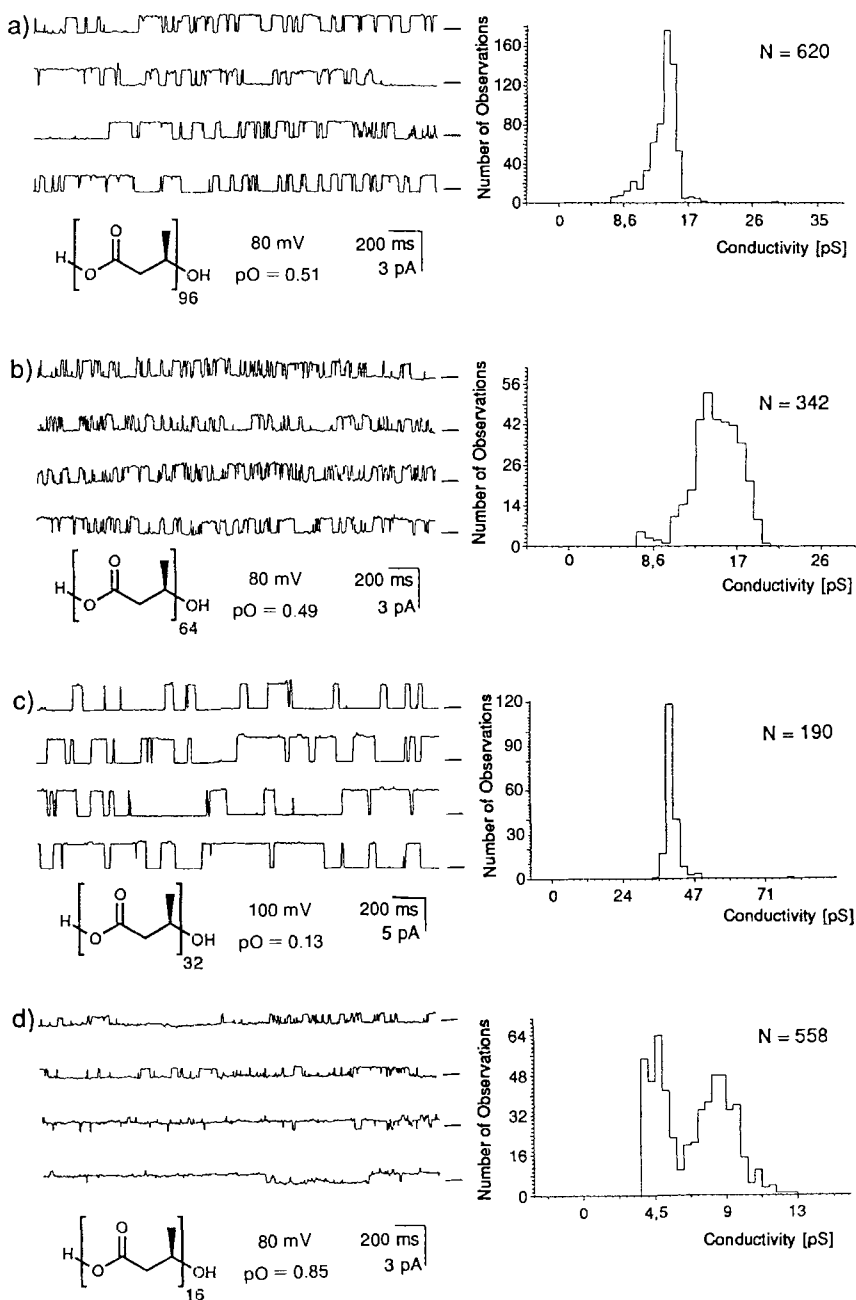 a)
N = 620
Number of Observations
160
120
80
40
0
0 8,6 17 26 35
Conductivity [pS]
H O O OH
96
80 mV
pO = 0.51
200 ms
3 pA
b)
N = 342
Number of Observations
56
42
26
14
0
0 8,6 17 26
Conductivity [pS]
H O O OH
64
80 mV
pO = 0.49
200 ms
3 pA
c)
N = 190
Number of Observations
120
90
60
30
0
0 24 47 71
Conductivity [pS]
H O O OH
32
100 mV
pO = 0.13
200 ms
5 pA
d)
N = 558
Number of Observations
64
48
32
16
0
0 4,5 9 13
Conductivity [pS]
H O O OH
16
80 mV
pO = 0.85
200 ms
3 pA